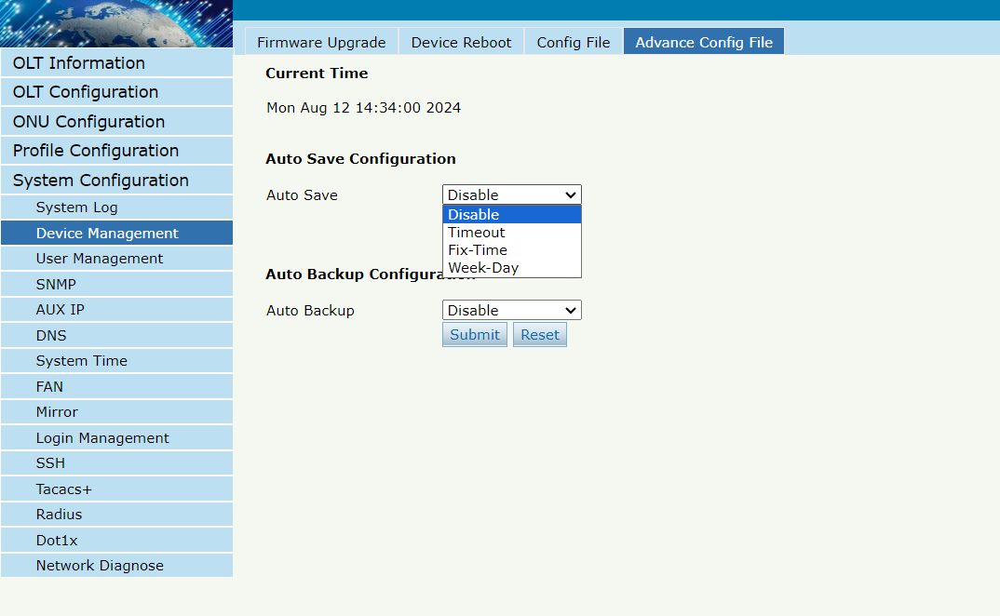 Firmware Upgrade
Device Reboot
Config File
Advance Config File
OLT Information
OLT Configuration
ONU Configuration
Profile Configuration
System Configuration
System Log
Device Management
User Management
SNMP
AUX IP
DNS
System Time
FAN
Mirror
Login Management
SSH
Tacacs+
Radius
Dot1x
Network Diagnose
Current Time
Mon Aug 12 14:34:00 2024
Auto Save Configuration
Auto Save Disable
Disable
Timeout
Fix-Time
Week-Day
Auto Backup Configuration
Auto Backup Disable
Submit Reset